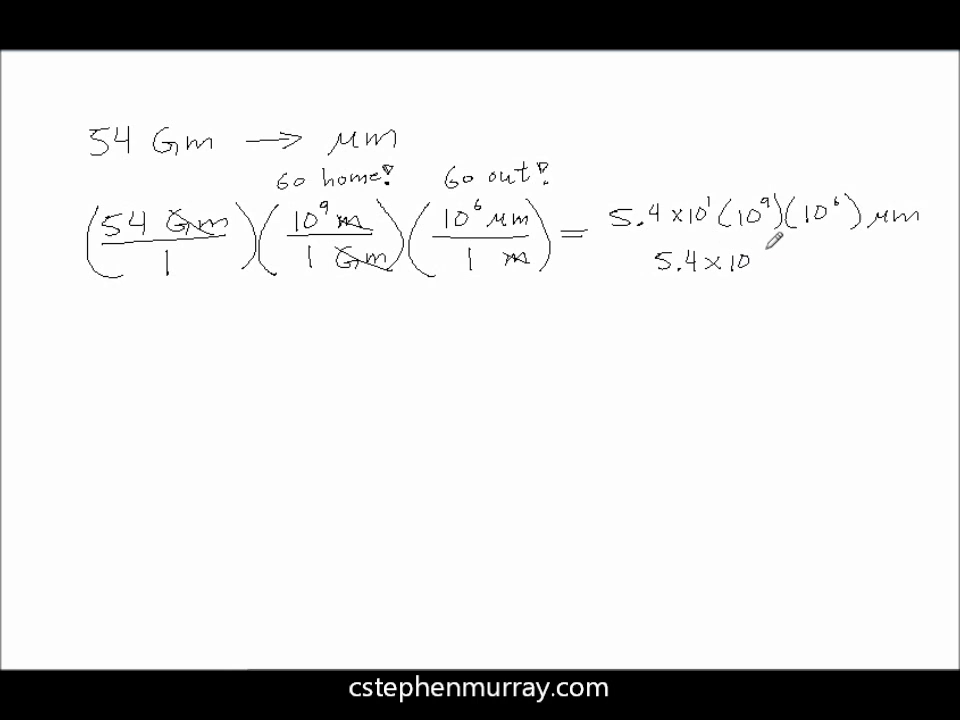 54 Gm → μm
Go home! Go out!
(54 Gm / 1)(10⁹ m / 1 Gm)(10⁶ μm / 1 m) = 5.4 × 10¹ (10⁹)(10⁶) μm
5.4 × 10
cstephenmurray.com